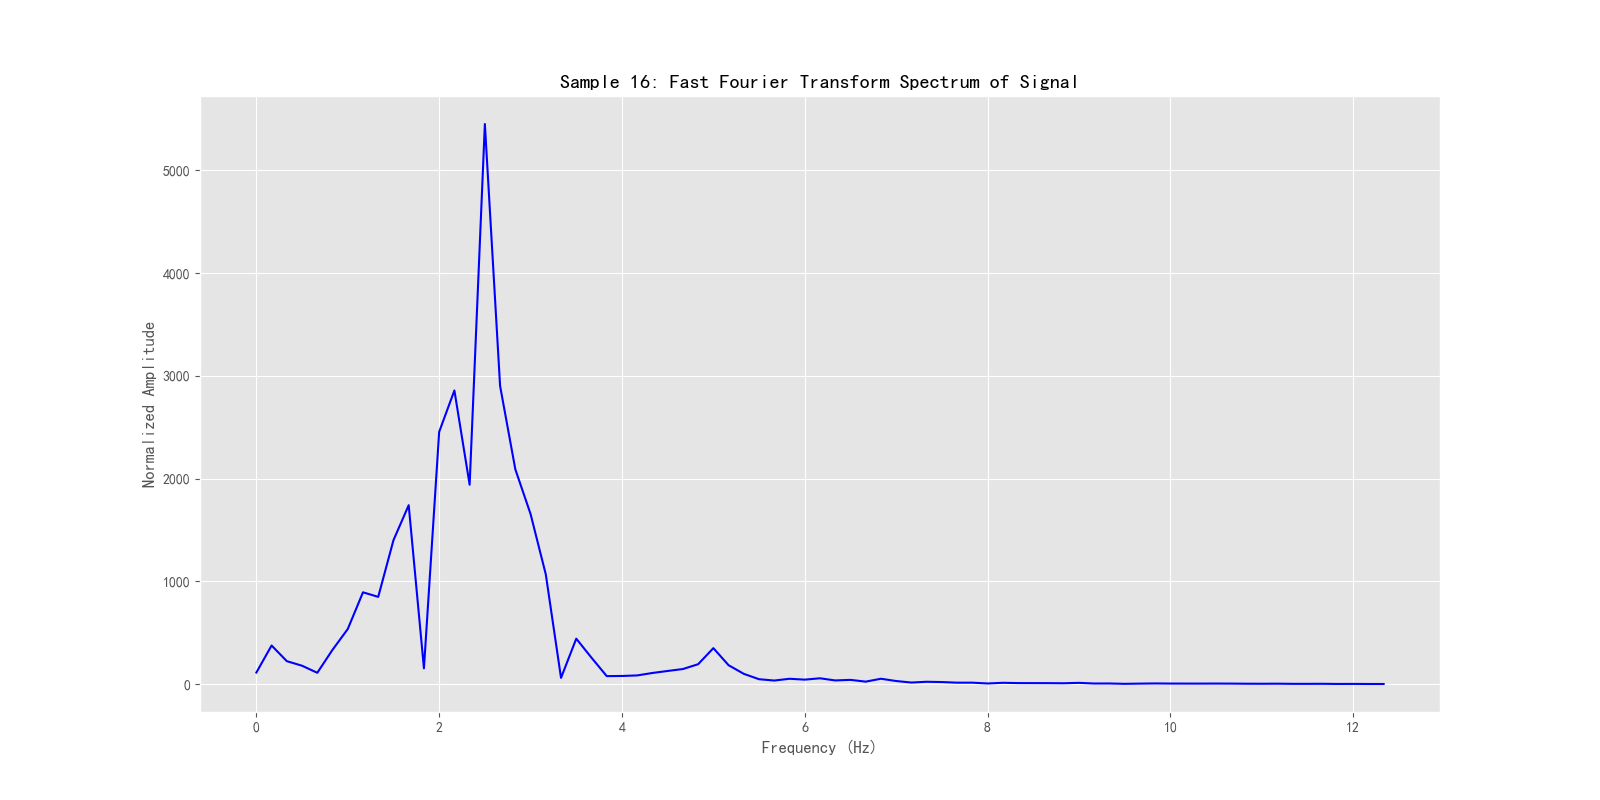 Sample 16: Fast Fourier Transform Spectrum of Signal
Normalized Amplitude
5000
4000
3000
2000
1000
0
0 2 4 6 8 10 12
Frequency (Hz)